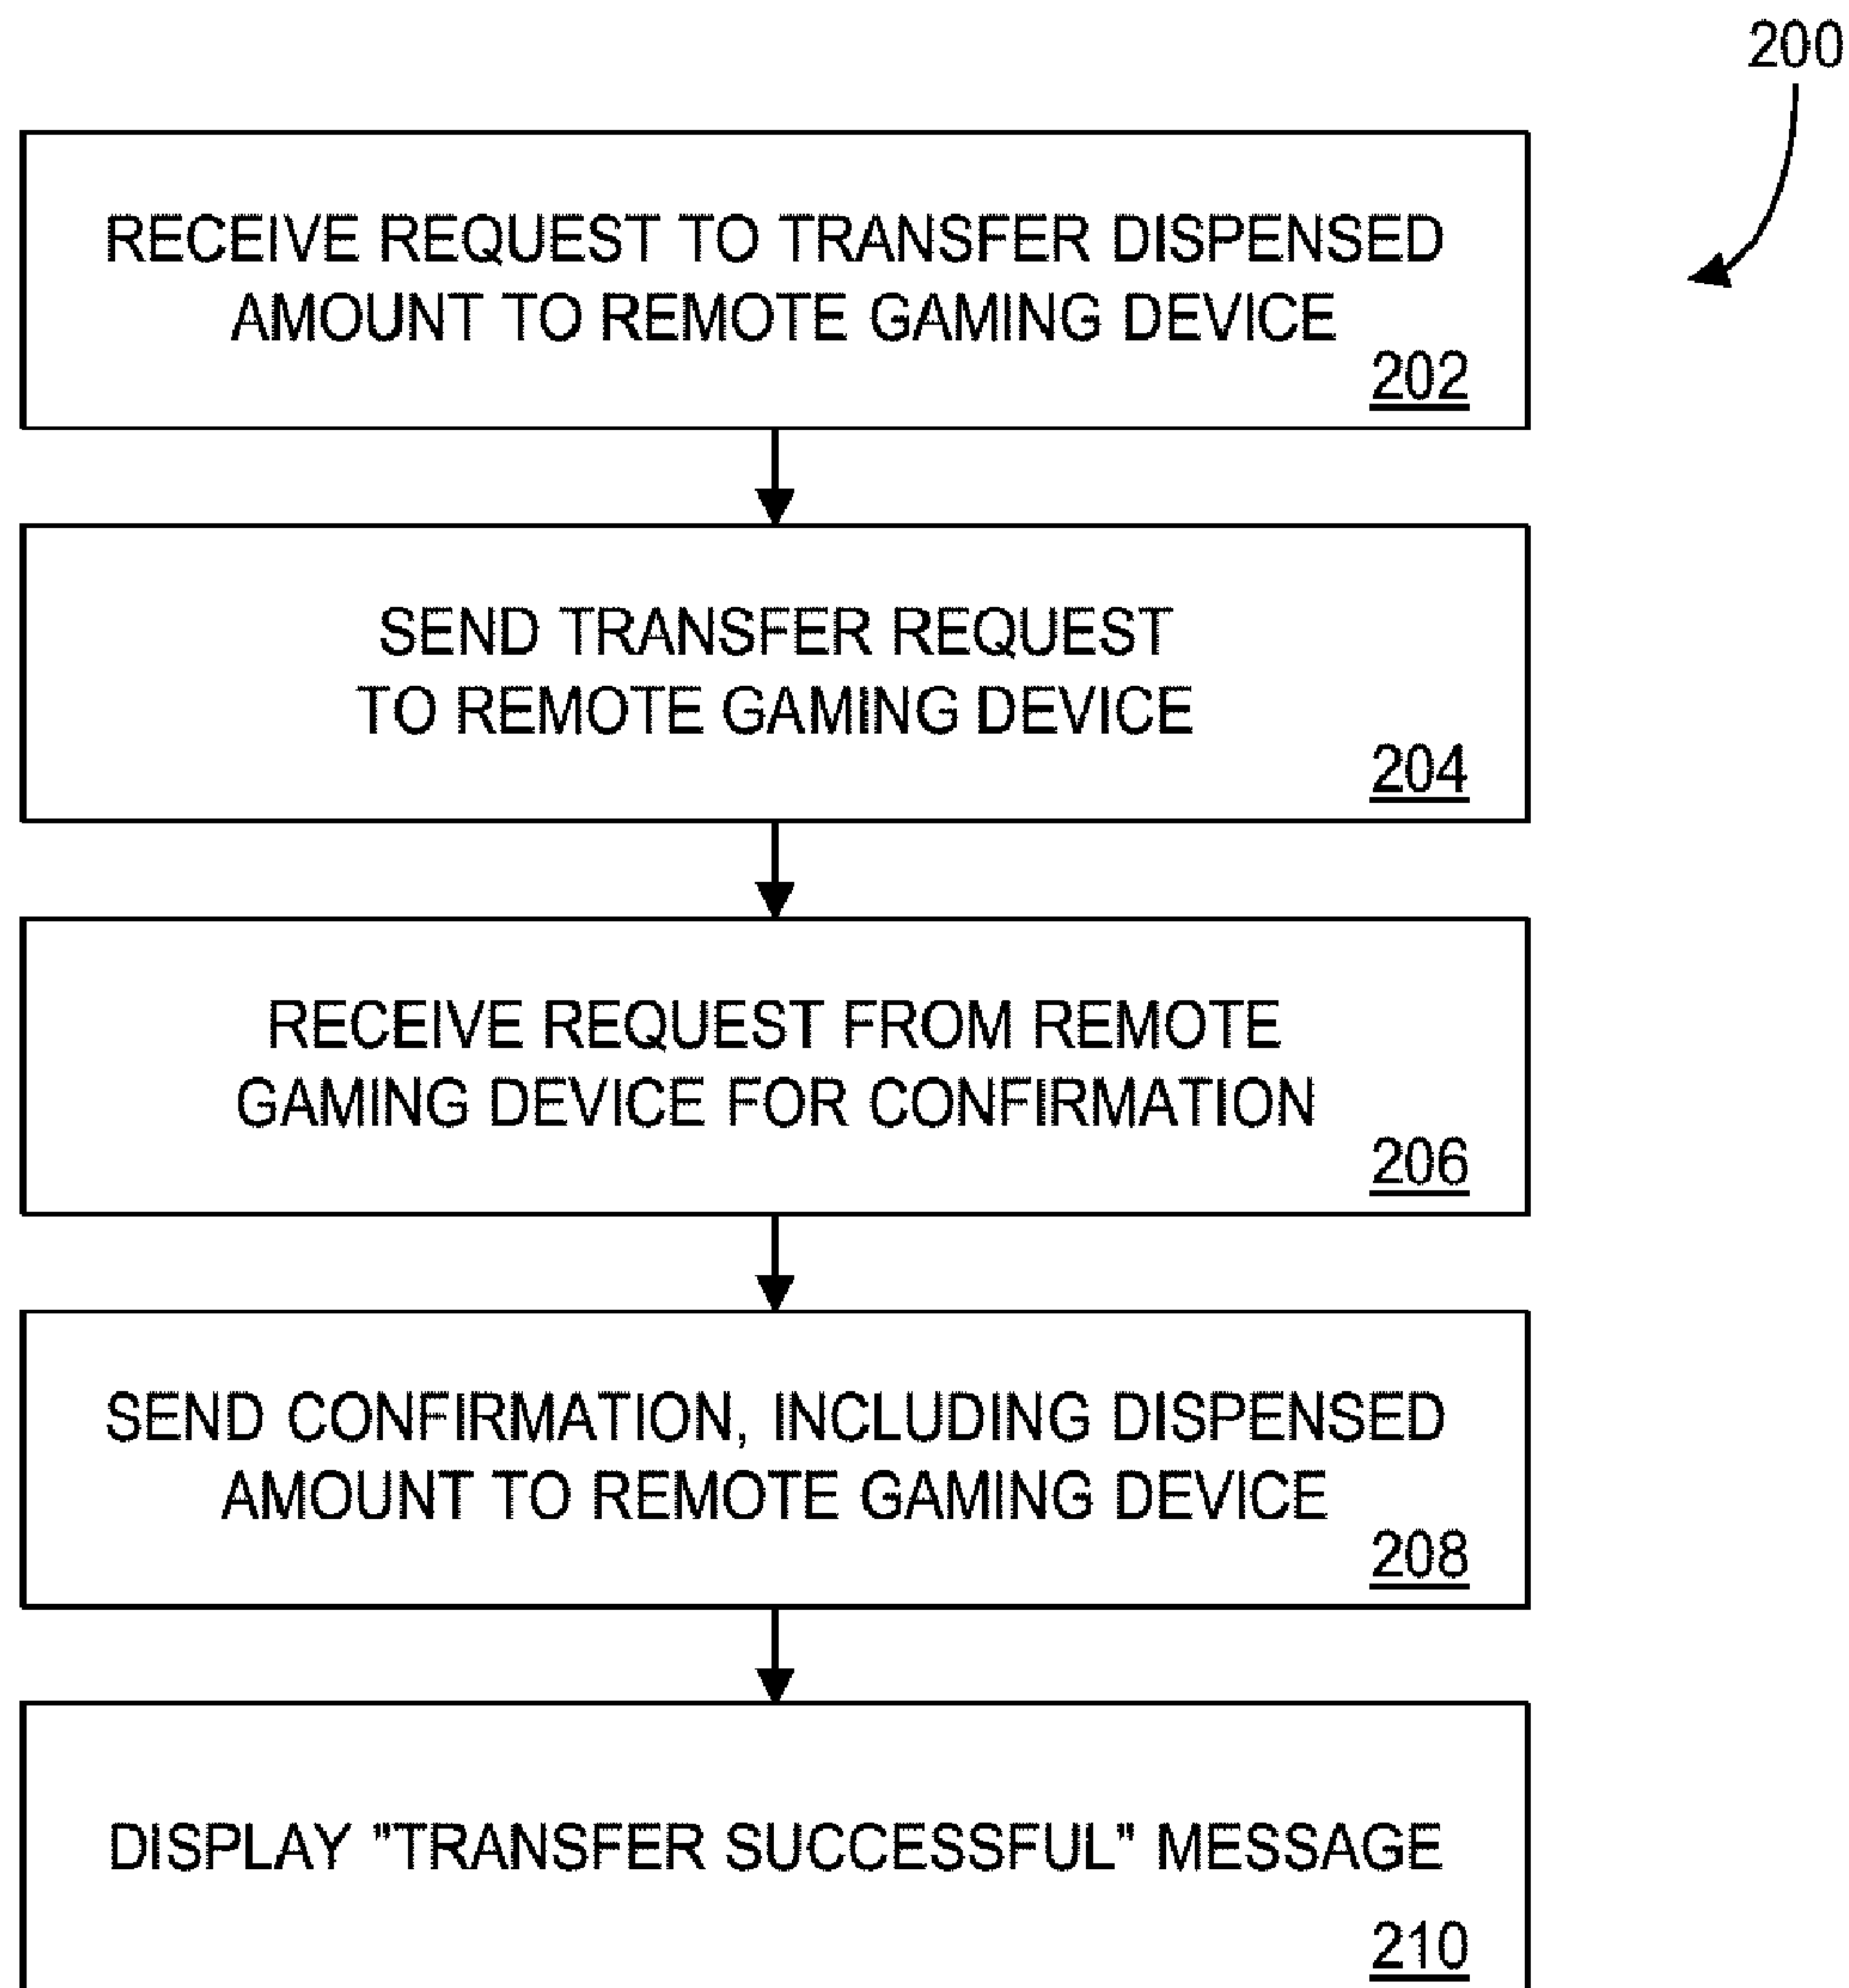 200
RECEIVE REQUEST TO TRANSFER DISPENSED
AMOUNT TO REMOTE GAMING DEVICE
202
SEND TRANSFER REQUEST
TO REMOTE GAMING DEVICE
204
RECEIVE REQUEST FROM REMOTE
GAMING DEVICE FOR CONFIRMATION
206
SEND CONFIRMATION, INCLUDING DISPENSED
AMOUNT TO REMOTE GAMING DEVICE
208
DISPLAY "TRANSFER SUCCESSFUL" MESSAGE
210